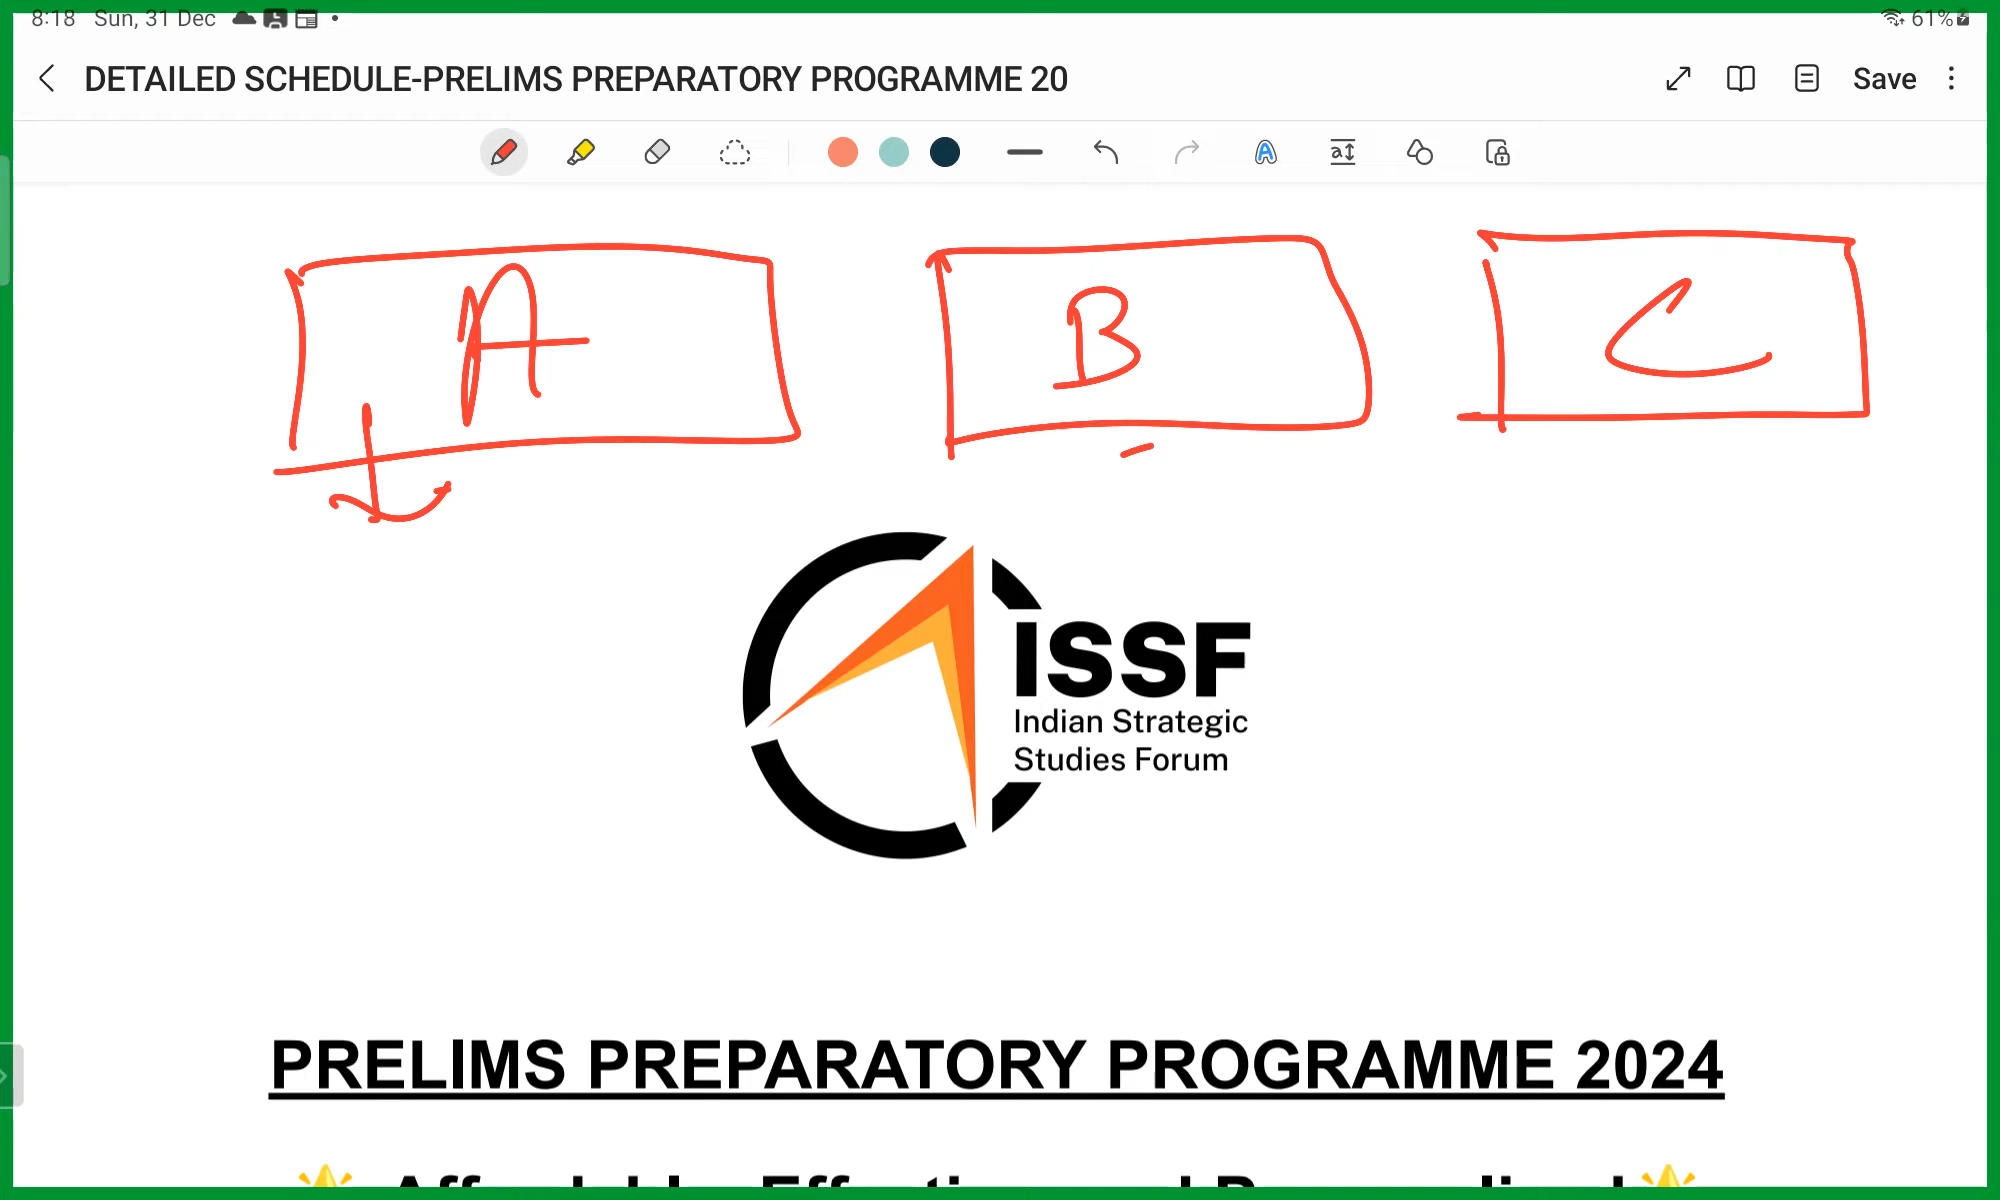 8:18 Sun, 31 Dec
61%
DETAILED SCHEDULE-PRELIMS PREPARATORY PROGRAMME 20
Save
A B C
ISSF
Indian Strategic
Studies Forum
PRELIMS PREPARATORY PROGRAMME 2024